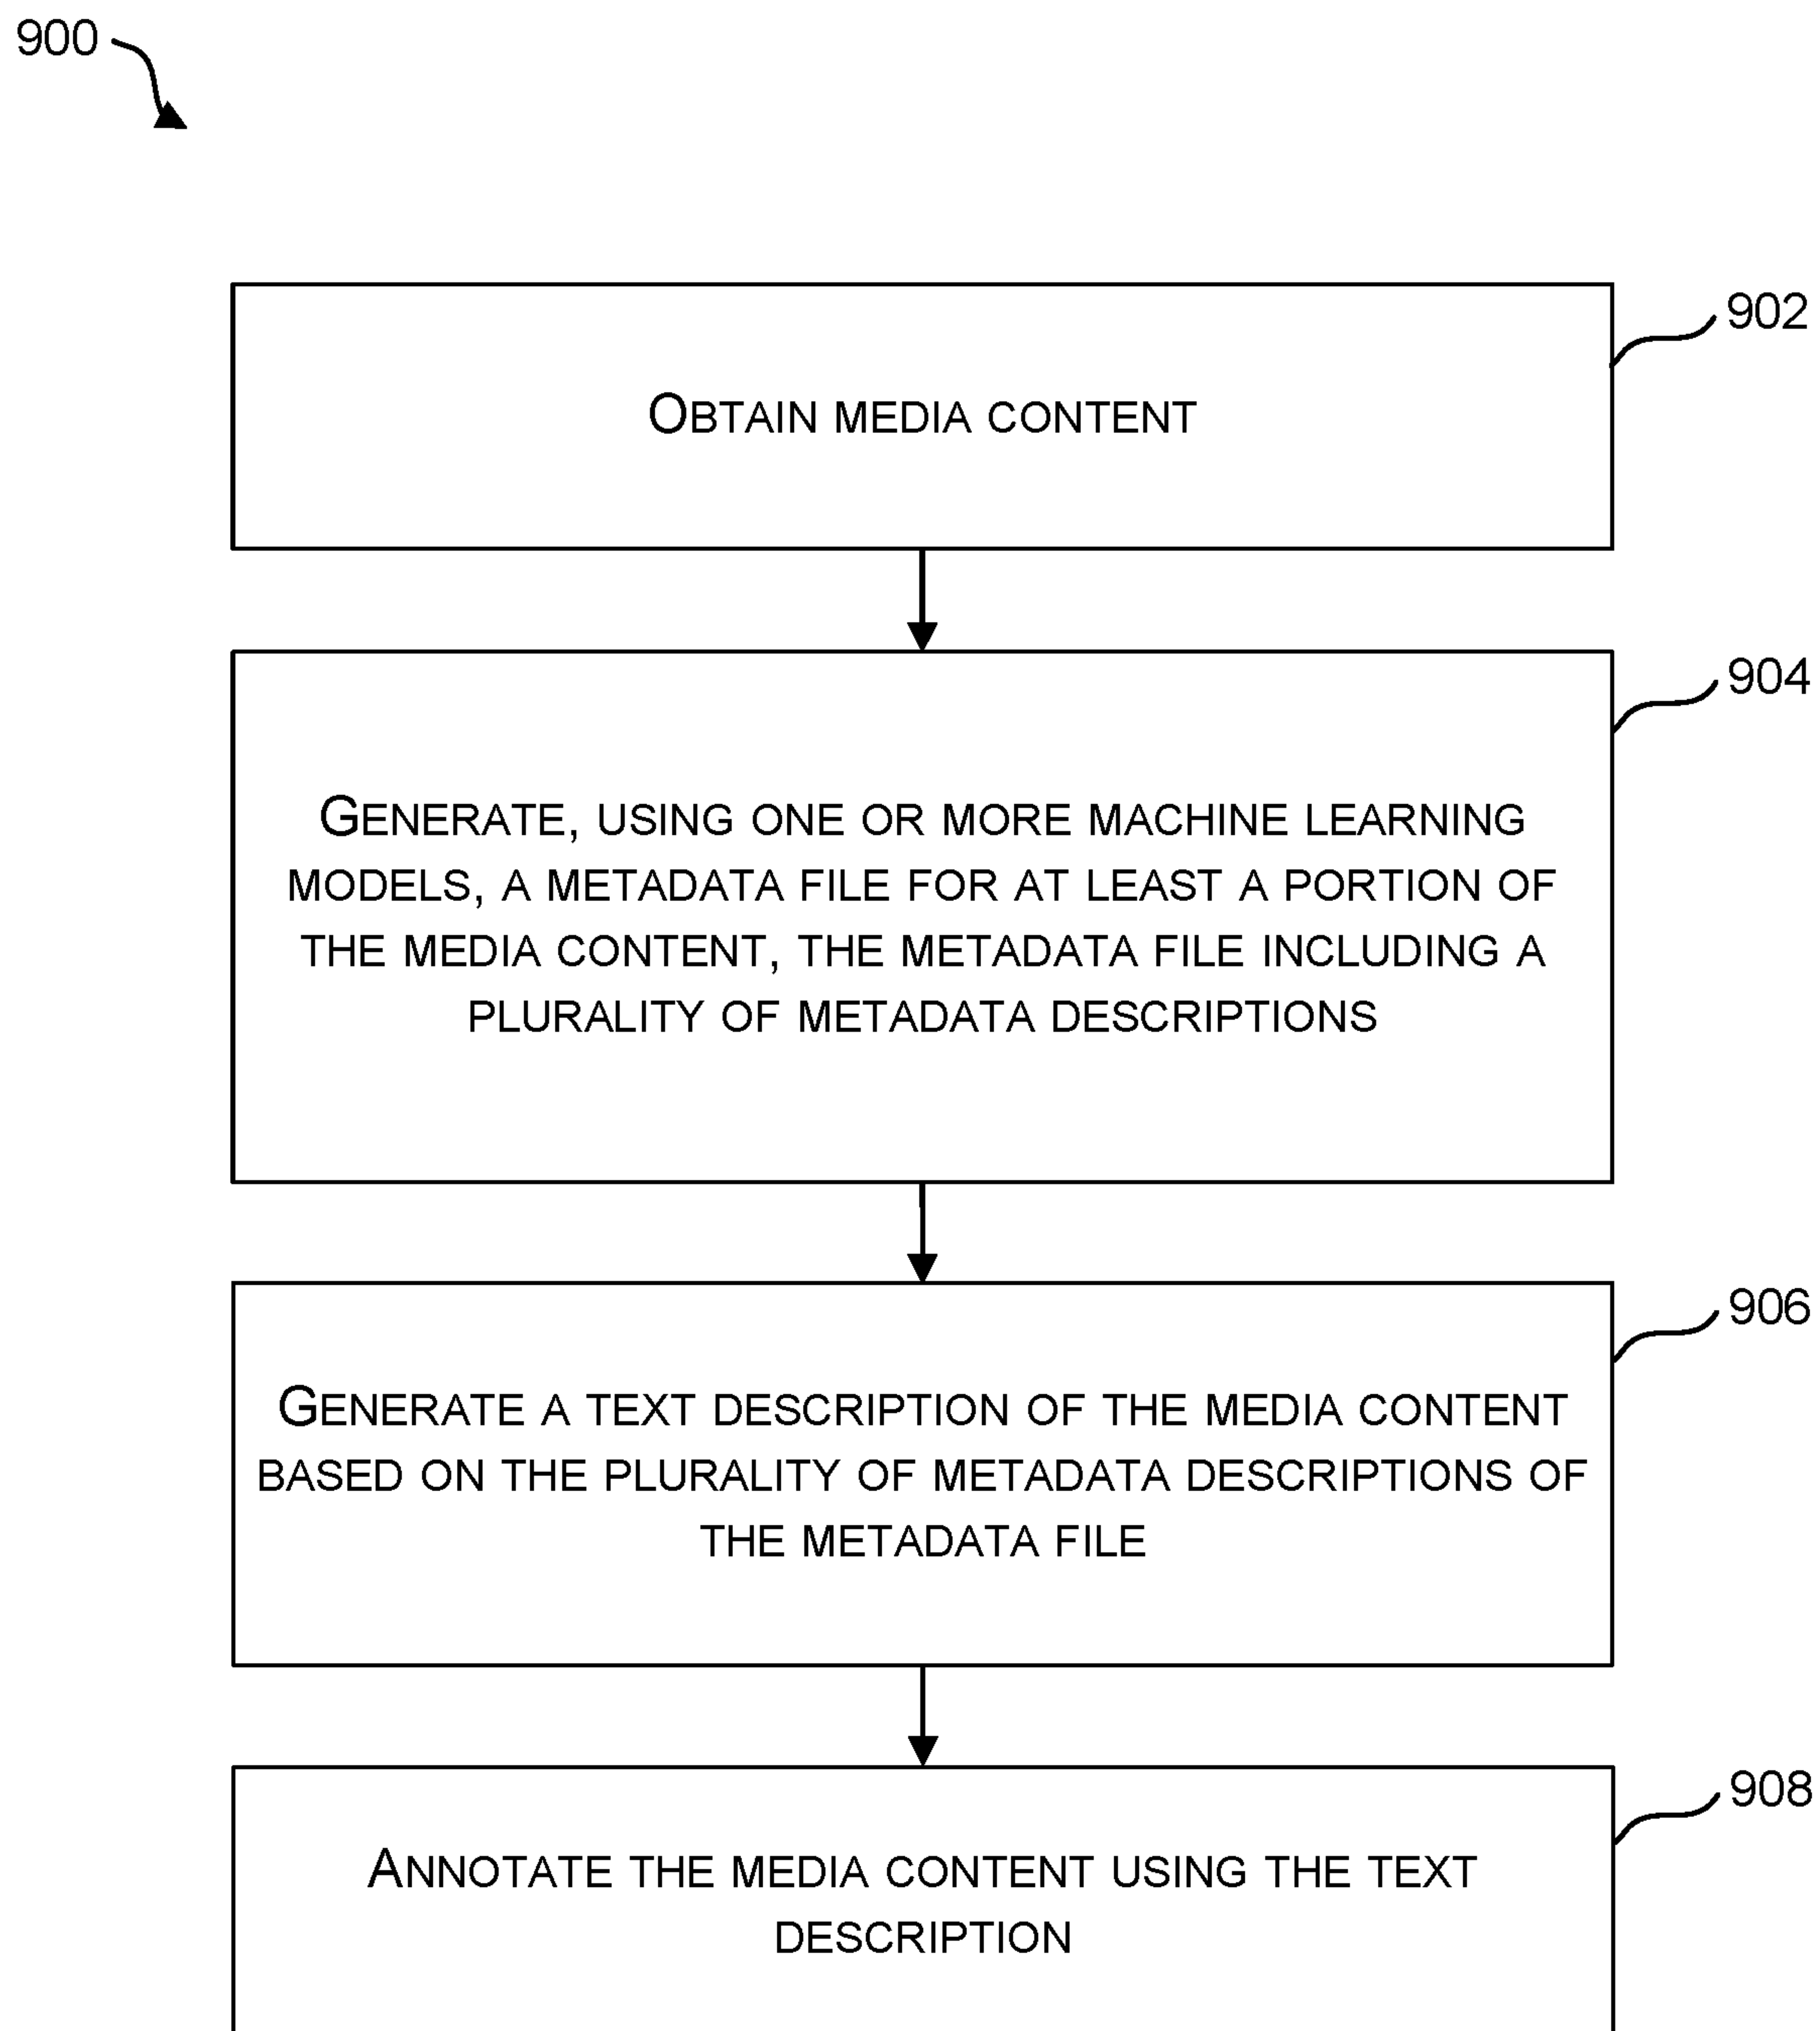 900
902
OBTAIN MEDIA CONTENT
904
GENERATE, USING ONE OR MORE MACHINE LEARNING
MODELS, A METADATA FILE FOR AT LEAST A PORTION OF
THE MEDIA CONTENT, THE METADATA FILE INCLUDING A
PLURALITY OF METADATA DESCRIPTIONS
906
GENERATE A TEXT DESCRIPTION OF THE MEDIA CONTENT
BASED ON THE PLURALITY OF METADATA DESCRIPTIONS OF
THE METADATA FILE
908
ANNOTATE THE MEDIA CONTENT USING THE TEXT
DESCRIPTION